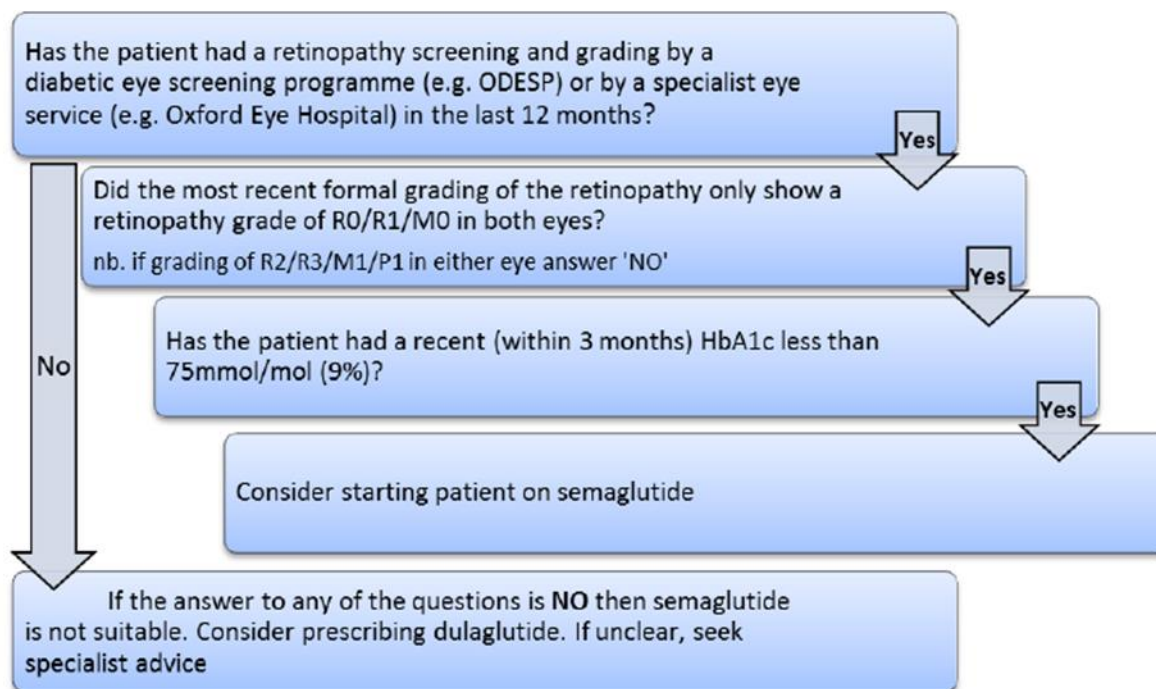 Has the patient had a retinopathy screening and grading by a
diabetic eye screening programme (e.g. ODESP) or by a specialist eye
service (e.g. Oxford Eye Hospital) in the last 12 months?
Yes
Did the most recent formal grading of the retinopathy only show a
retinopathy grade of R0/R1/M0 in both eyes?
nb. if grading of R2/R3/M1/P1 in either eye answer 'NO'
Yes
Has the patient had a recent (within 3 months) HbA1c less than
75mmol/mol (9%)?
Yes
No
Consider starting patient on semaglutide
If the answer to any of the questions is NO then semaglutide
is not suitable. Consider prescribing dulaglutide. If unclear, seek
specialist advice